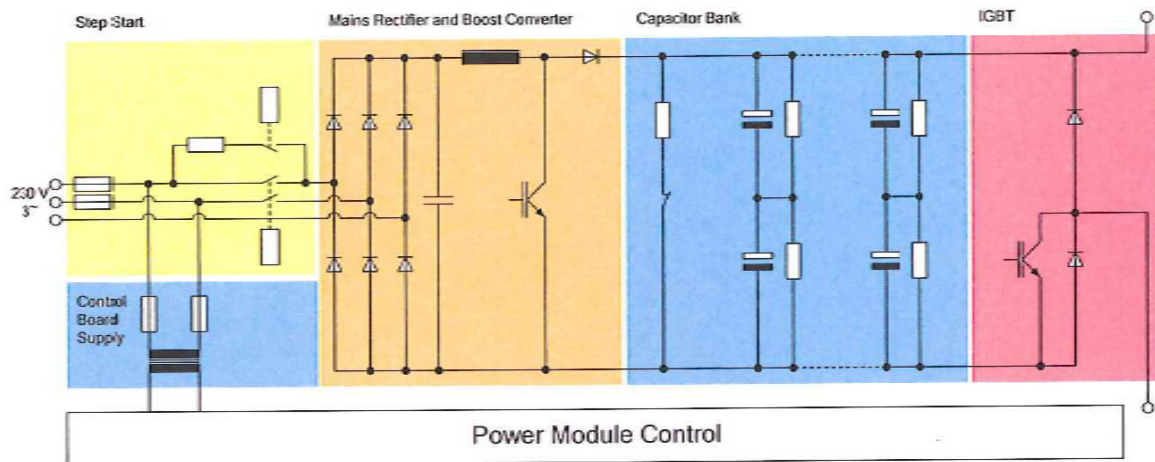 Step Start
Mains Rectifier and Boost Converter
Capacitor Bank
IGBT
230 V
3~
Control
Board
Supply
Power Module Control